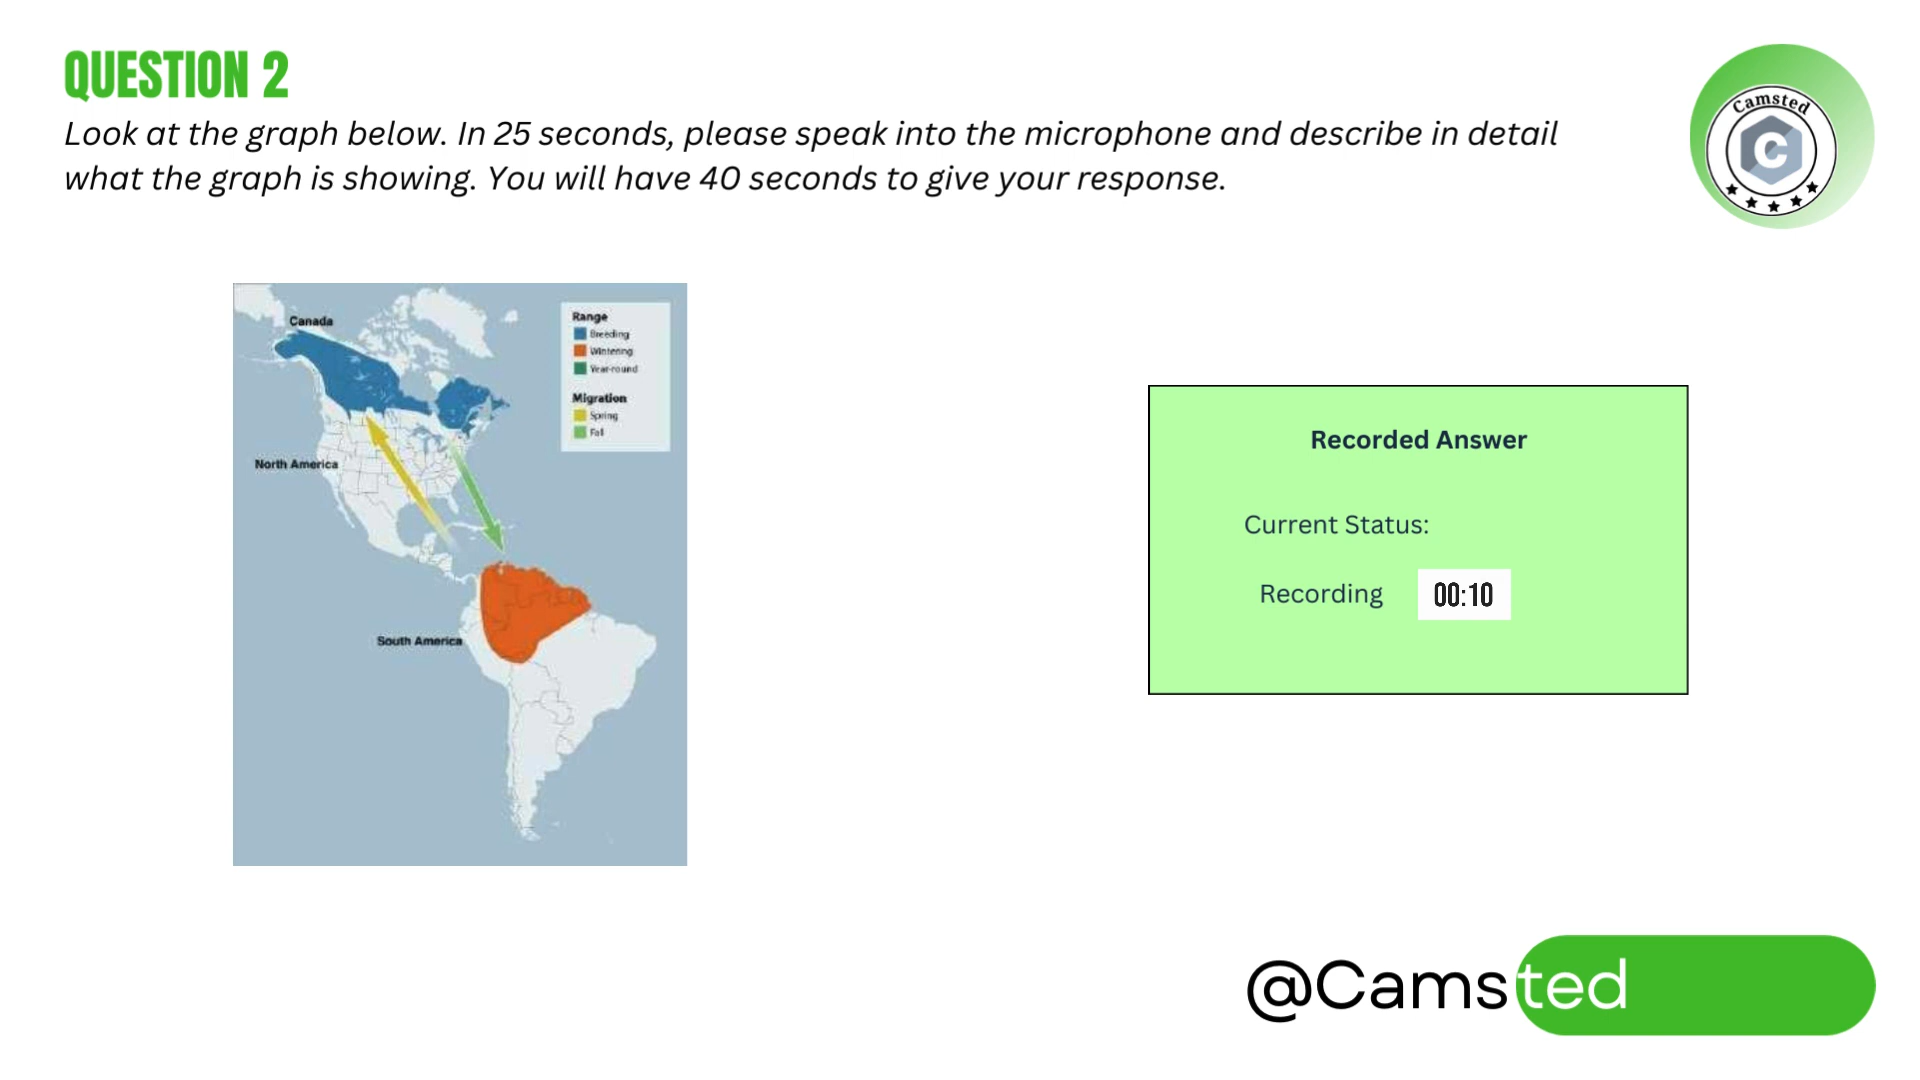 QUESTION 2
Look at the graph below. In 25 seconds, please speak into the microphone and describe in detail
what the graph is showing. You will have 40 seconds to give your response.
Camsted
C
Canada
North America
South America
Range
Breeding
Wintering
Year-round
Migration
Spring
Fall
Recorded Answer
Current Status:
Recording 00:10
@Camsted